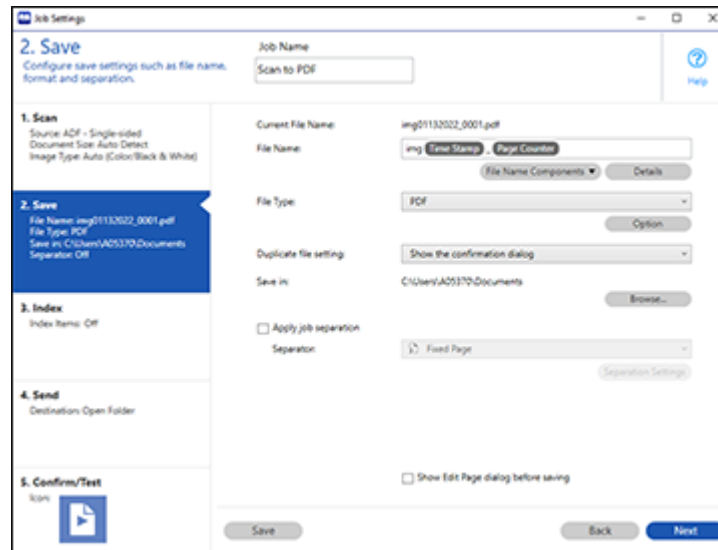 Job Settings
2. Save
Configure save settings such as file name,
format and separation.
Job Name
Scan to PDF
Help
1. Scan
Source: ADF - Single-sided
Document Size: Auto Detect
Image Type: Auto (Color/Black & White)
2. Save
File Name: img01132022_0001.pdf
File Type: PDF
Save in: C:\Users\A05370\Documents
Separator: Off
3. Index
Index Items: Off
4. Send
Destination: Open Folder
5. Confirm/Test
Icon:
Current File Name: img01132022_0001.pdf
File Name: img Time Stamp _ Page Counter
File Name Components Details
File Type: PDF
Option
Duplicate file setting: Show the confirmation dialog
Save in: C:\Users\A05370\Documents
Browse...
Apply job separation
Separator: Fixed Page
Separation Settings
Show Edit Page dialog before saving
Save Back Next